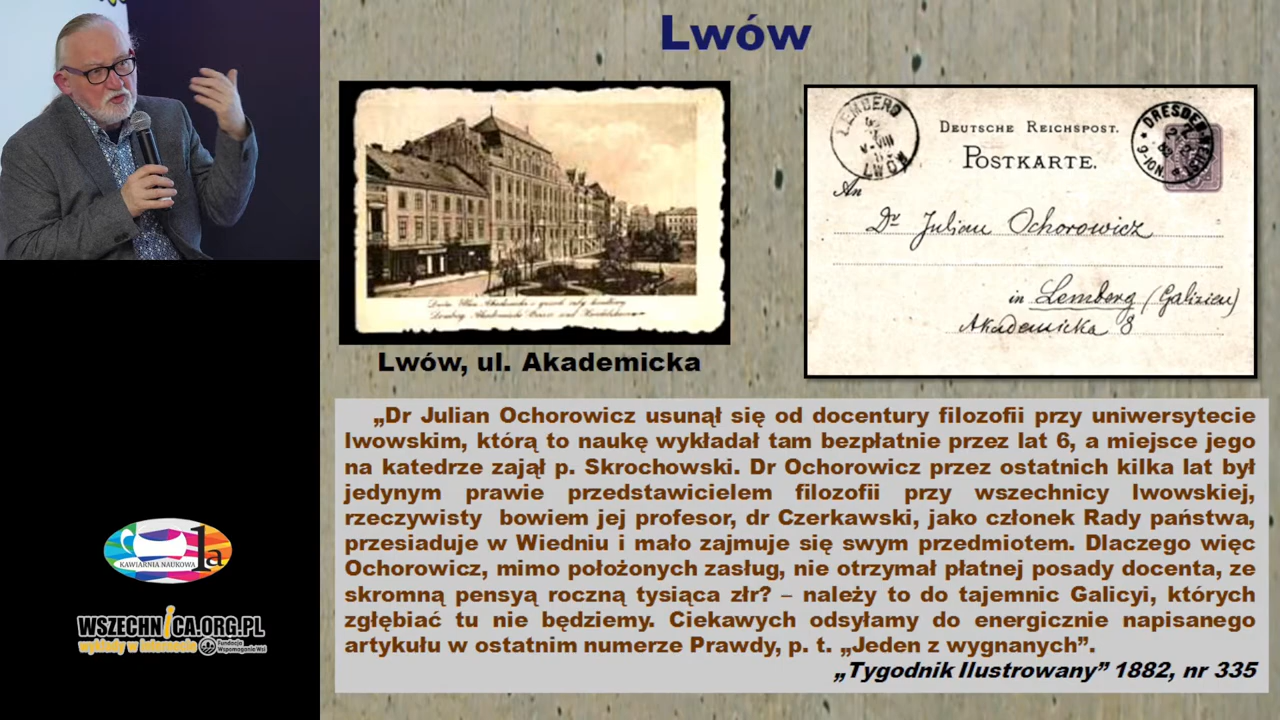 Lwów
LEMBERG
LWÓW
DEUTSCHE REICHSPOST.
POSTKARTE.
DRESDEN
An
Dr Julian Ochorowicz
in Lemberg (Galizien)
Akademicka 8
Lwów, ul. Akademicka
„Dr Julian Ochorowicz usunął się od docentury filozofii przy uniwersytecie
lwowskim, którą to naukę wykładał tam bezpłatnie przez lat 6, a miejsce jego
na katedrze zajął p. Skrochowski. Dr Ochorowicz przez ostatnich kilka lat był
jedynym prawie przedstawicielem filozofii przy wszechnicy lwowskiej,
rzeczywisty bowiem jej profesor, dr Czerkawski, jako członek Rady państwa,
przesiaduje w Wiedniu i mało zajmuje się swym przedmiotem. Dlaczego więc
Ochorowicz, mimo położonych zasług, nie otrzymał płatnej posady docenta, ze
skromną pensyą roczną tysiąca złr? – należy to do tajemnic Galicyi, których
zgłębiać tu nie będziemy. Ciekawych odsyłamy do energicznie napisanego
artykułu w ostatnim numerze Prawdy, p. t. „Jeden z wygnanych”.
„Tygodnik Ilustrowany” 1882, nr 335
KAWIARNIA NAUKOWA 1a
WSZECHNICA.ORG.PL
wykłady w internecie
Fundacja
Wspomagania Wsi